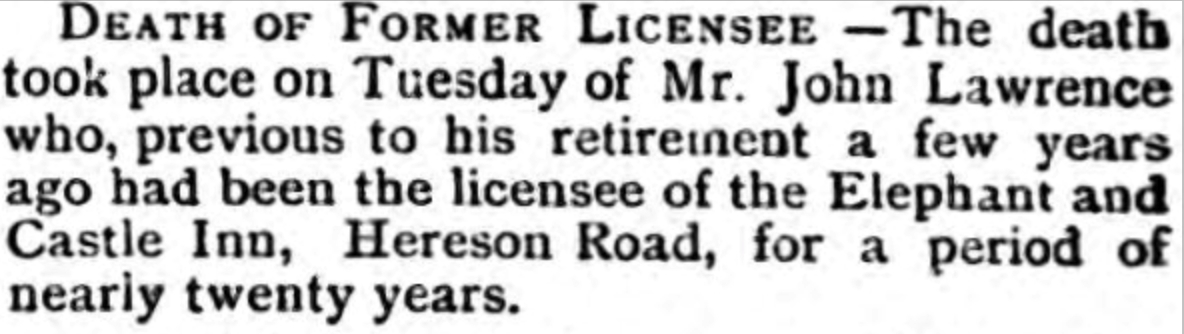 DEATH OF FORMER LICENSEE —The death
took place on Tuesday of Mr. John Lawrence
who, previous to his retirement a few years
ago had been the licensee of the Elephant and
Castle Inn, Hereson Road, for a period of
nearly twenty years.